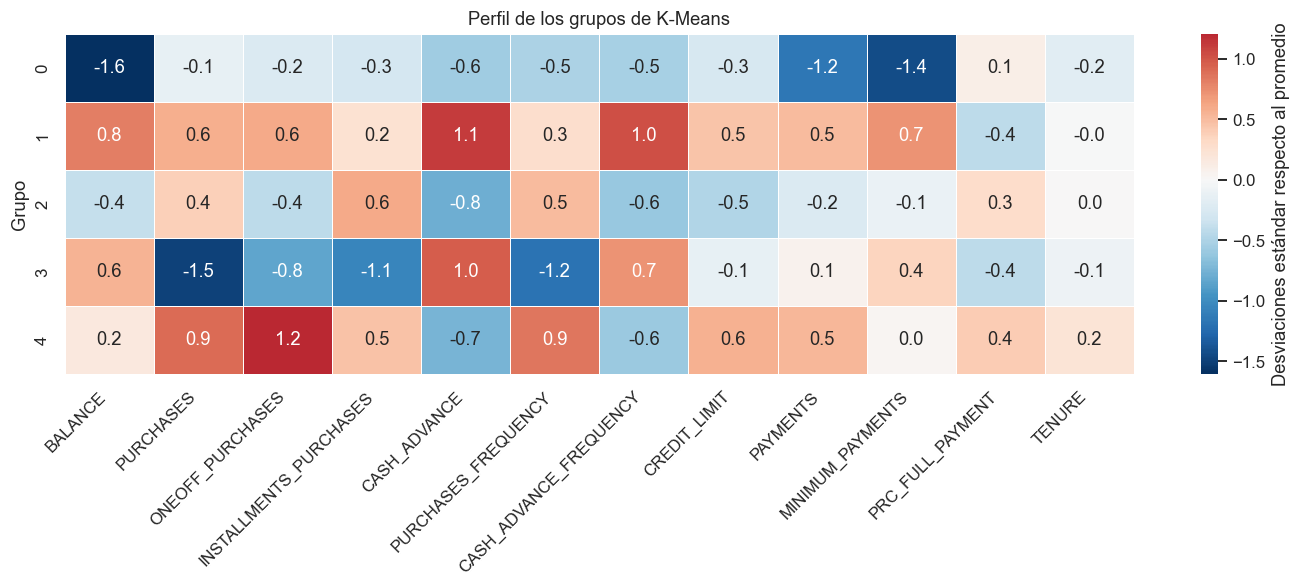 Perfil de los grupos de K-Means
0 -1.6 -0.1 -0.2 -0.3 -0.6 -0.5 -0.5 -0.3 -1.2 -1.4 0.1 -0.2
1 0.8 0.6 0.6 0.2 1.1 0.3 1.0 0.5 0.5 0.7 -0.4 -0.0
2 -0.4 0.4 -0.4 0.6 -0.8 0.5 -0.6 -0.5 -0.2 -0.1 0.3 0.0
3 0.6 -1.5 -0.8 -1.1 1.0 -1.2 0.7 -0.1 0.1 0.4 -0.4 -0.1
4 0.2 0.9 1.2 0.5 -0.7 0.9 -0.6 0.6 0.5 0.0 0.4 0.2
Grupo
BALANCE
PURCHASES
ONEOFF_PURCHASES
INSTALLMENTS_PURCHASES
CASH_ADVANCE
PURCHASES_FREQUENCY
CASH_ADVANCE_FREQUENCY
CREDIT_LIMIT
PAYMENTS
MINIMUM_PAYMENTS
PRC_FULL_PAYMENT
TENURE
1.0
0.5
0.0
−0.5
−1.0
−1.5
Desviaciones estándar respecto al promedio